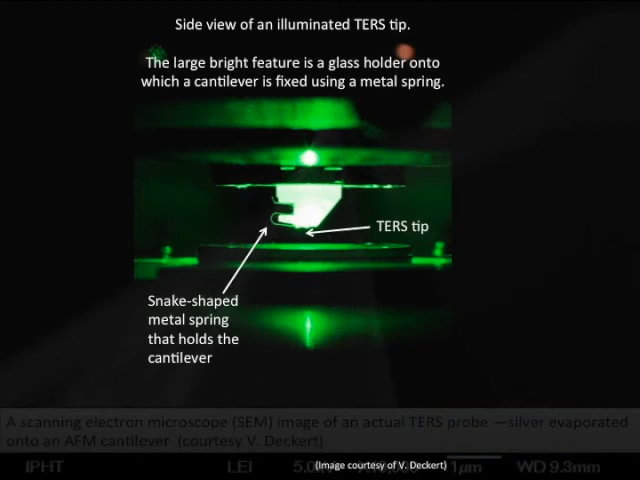 Side view of an illuminated TERS tip.
The large bright feature is a glass holder onto
which a cantilever is fixed using a metal spring.
TERS tip
Snake-shaped
metal spring
that holds the
cantilever
A scanning electron microscope (SEM) image of an actual TERS probe —silver evaporated
onto an AFM cantilever (courtesy V. Deckert)
(Image courtesy of V. Deckert)
IPHT LEI 5.0 1µm WD 9.3mm